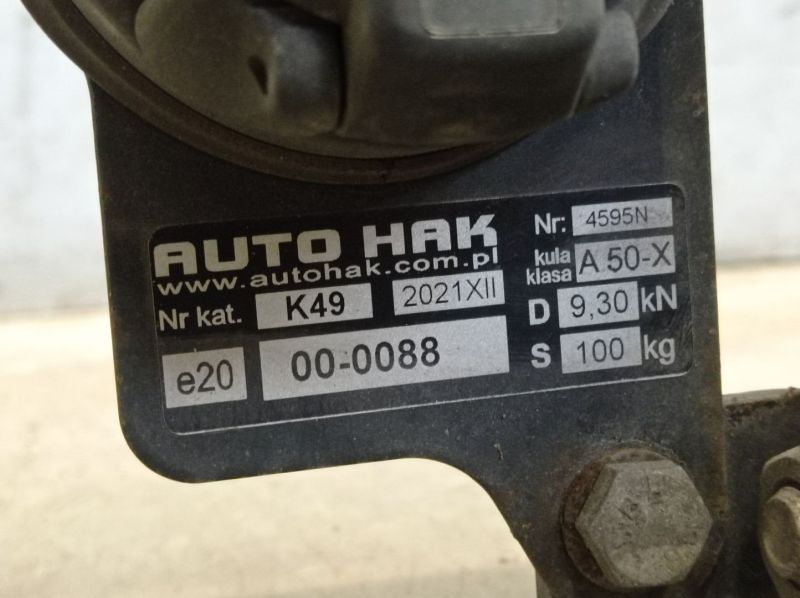 AUTO HAK
www.autohak.com.pl
Nr kat. K49 2021XII
e20 00-0088
Nr: 4595N
kula klasa A 50-X
D 9,30 kN
S 100 kg